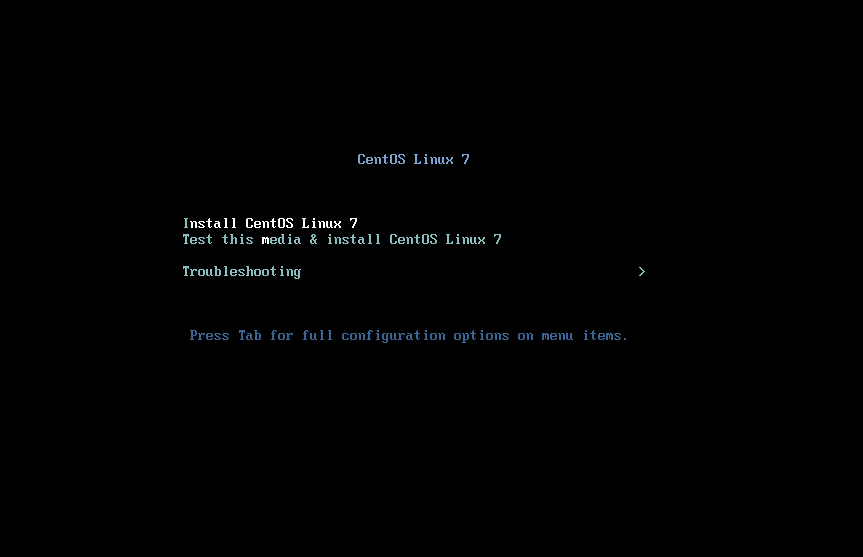 CentOS Linux 7
Install CentOS Linux 7
Test this media & install CentOS Linux 7
Troubleshooting >
Press Tab for full configuration options on menu items.